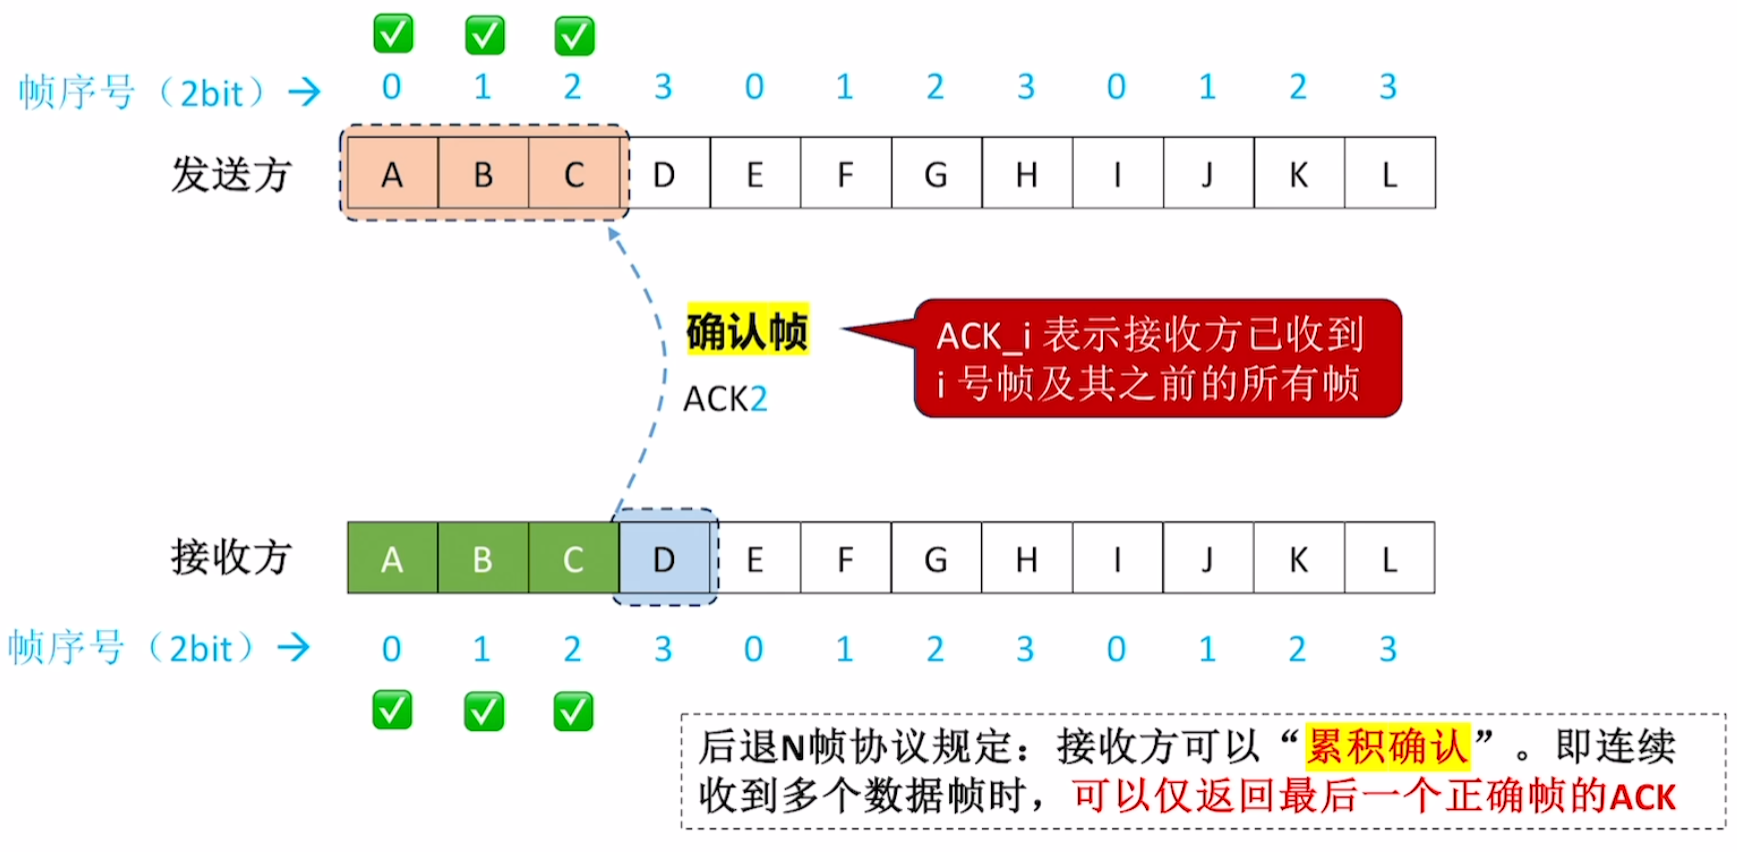 帧序号（2bit）→ 0 1 2 3 0 1 2 3 0 1 2 3
发送方 A B C D E F G H I J K L
确认帧
ACK2
ACK_i 表示接收方已收到
i 号帧及其之前的所有帧
接收方 A B C D E F G H I J K L
帧序号（2bit）→ 0 1 2 3 0 1 2 3 0 1 2 3
后退N帧协议规定：接收方可以“累积确认”。即连续
收到多个数据帧时，可以仅返回最后一个正确帧的ACK